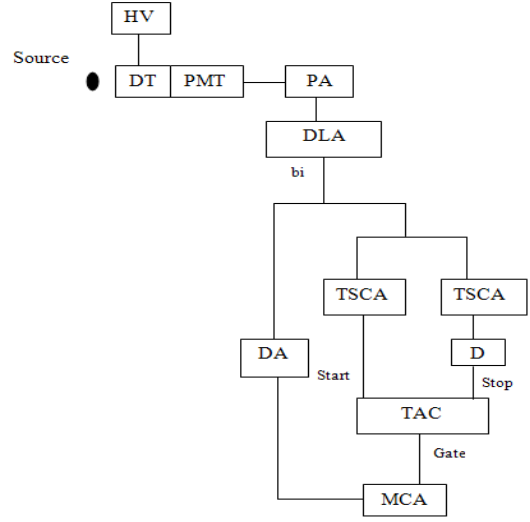 HV
Source
DT PMT PA
DLA
bi
TSCA TSCA
DA D
Start Stop
TAC
Gate
MCA